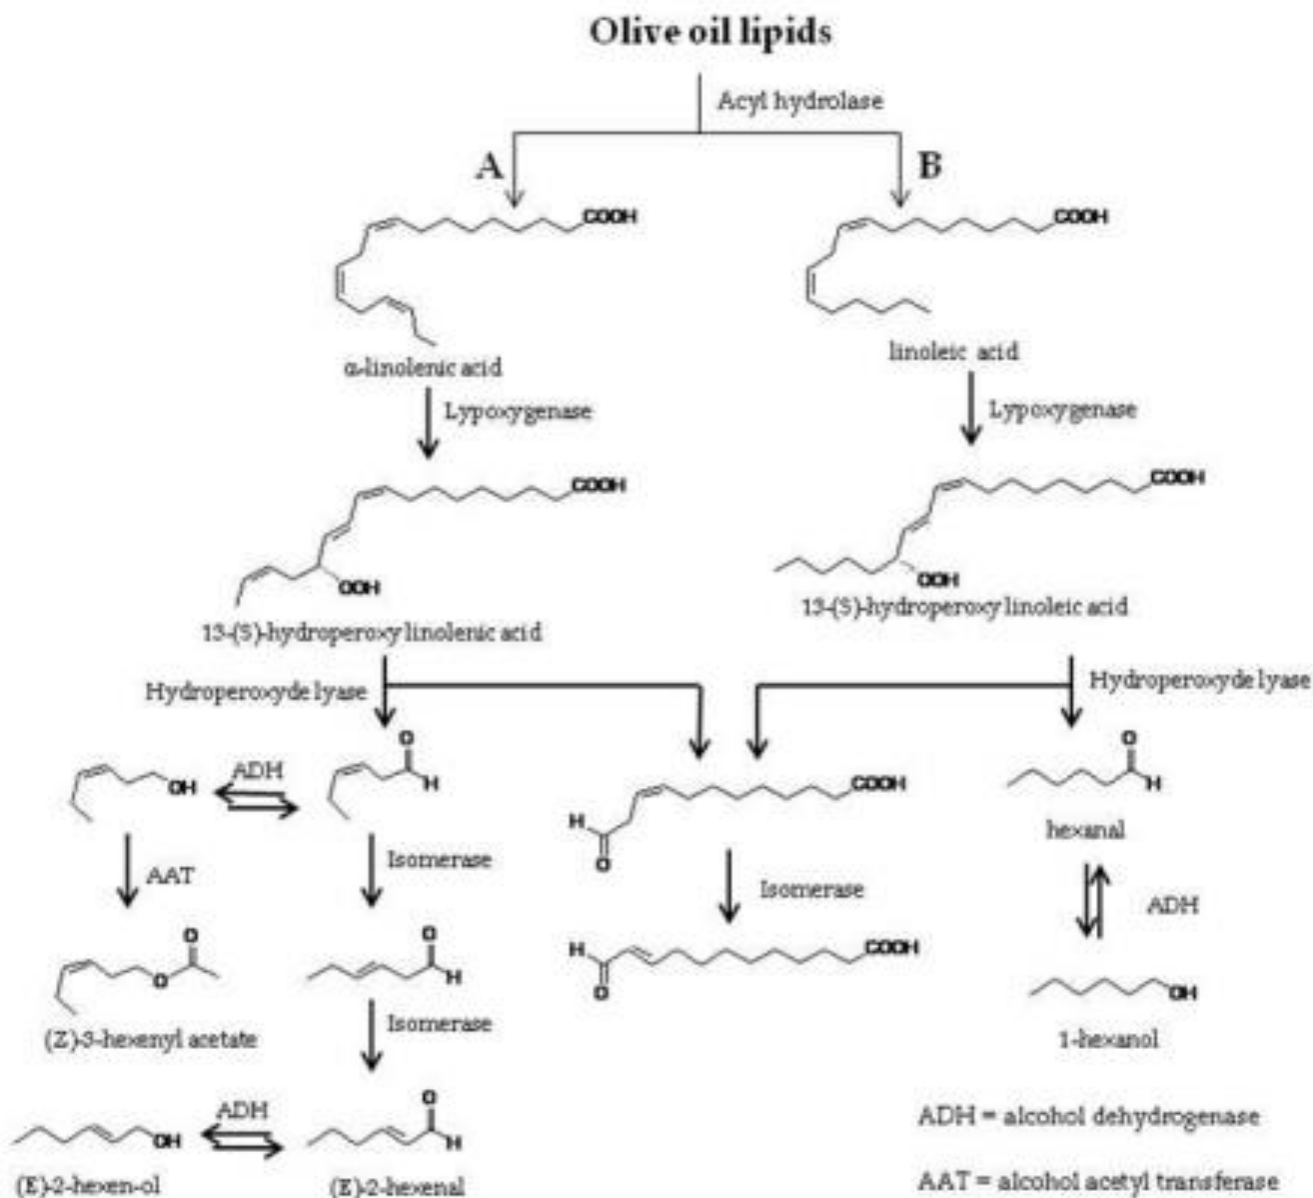 Olive oil lipids
Acyl hydrolase
A
B
COOH
COOH
α-linolenic acid
linoleic acid
Lypoxygenase
Lypoxygenase
COOH
COOH
OOH
OOH
13-(S)-hydroperoxy linolenic acid
13-(S)-hydroperoxy linoleic acid
Hydroperoxyde lyase
Hydroperoxyde lyase
OH
ADH
O
H
COOH
H
O
O
H
hexanal
AAT
Isomerase
Isomerase
ADH
O
O
O
H
H
O
COOH
OH
(Z)-3-hexenyl acetate
Isomerase
1-hexanol
OH
ADH
O
H
ADH = alcohol dehydrogenase
(E)-2-hexen-ol
(E)-2-hexenal
AAT = alcohol acetyl transferase